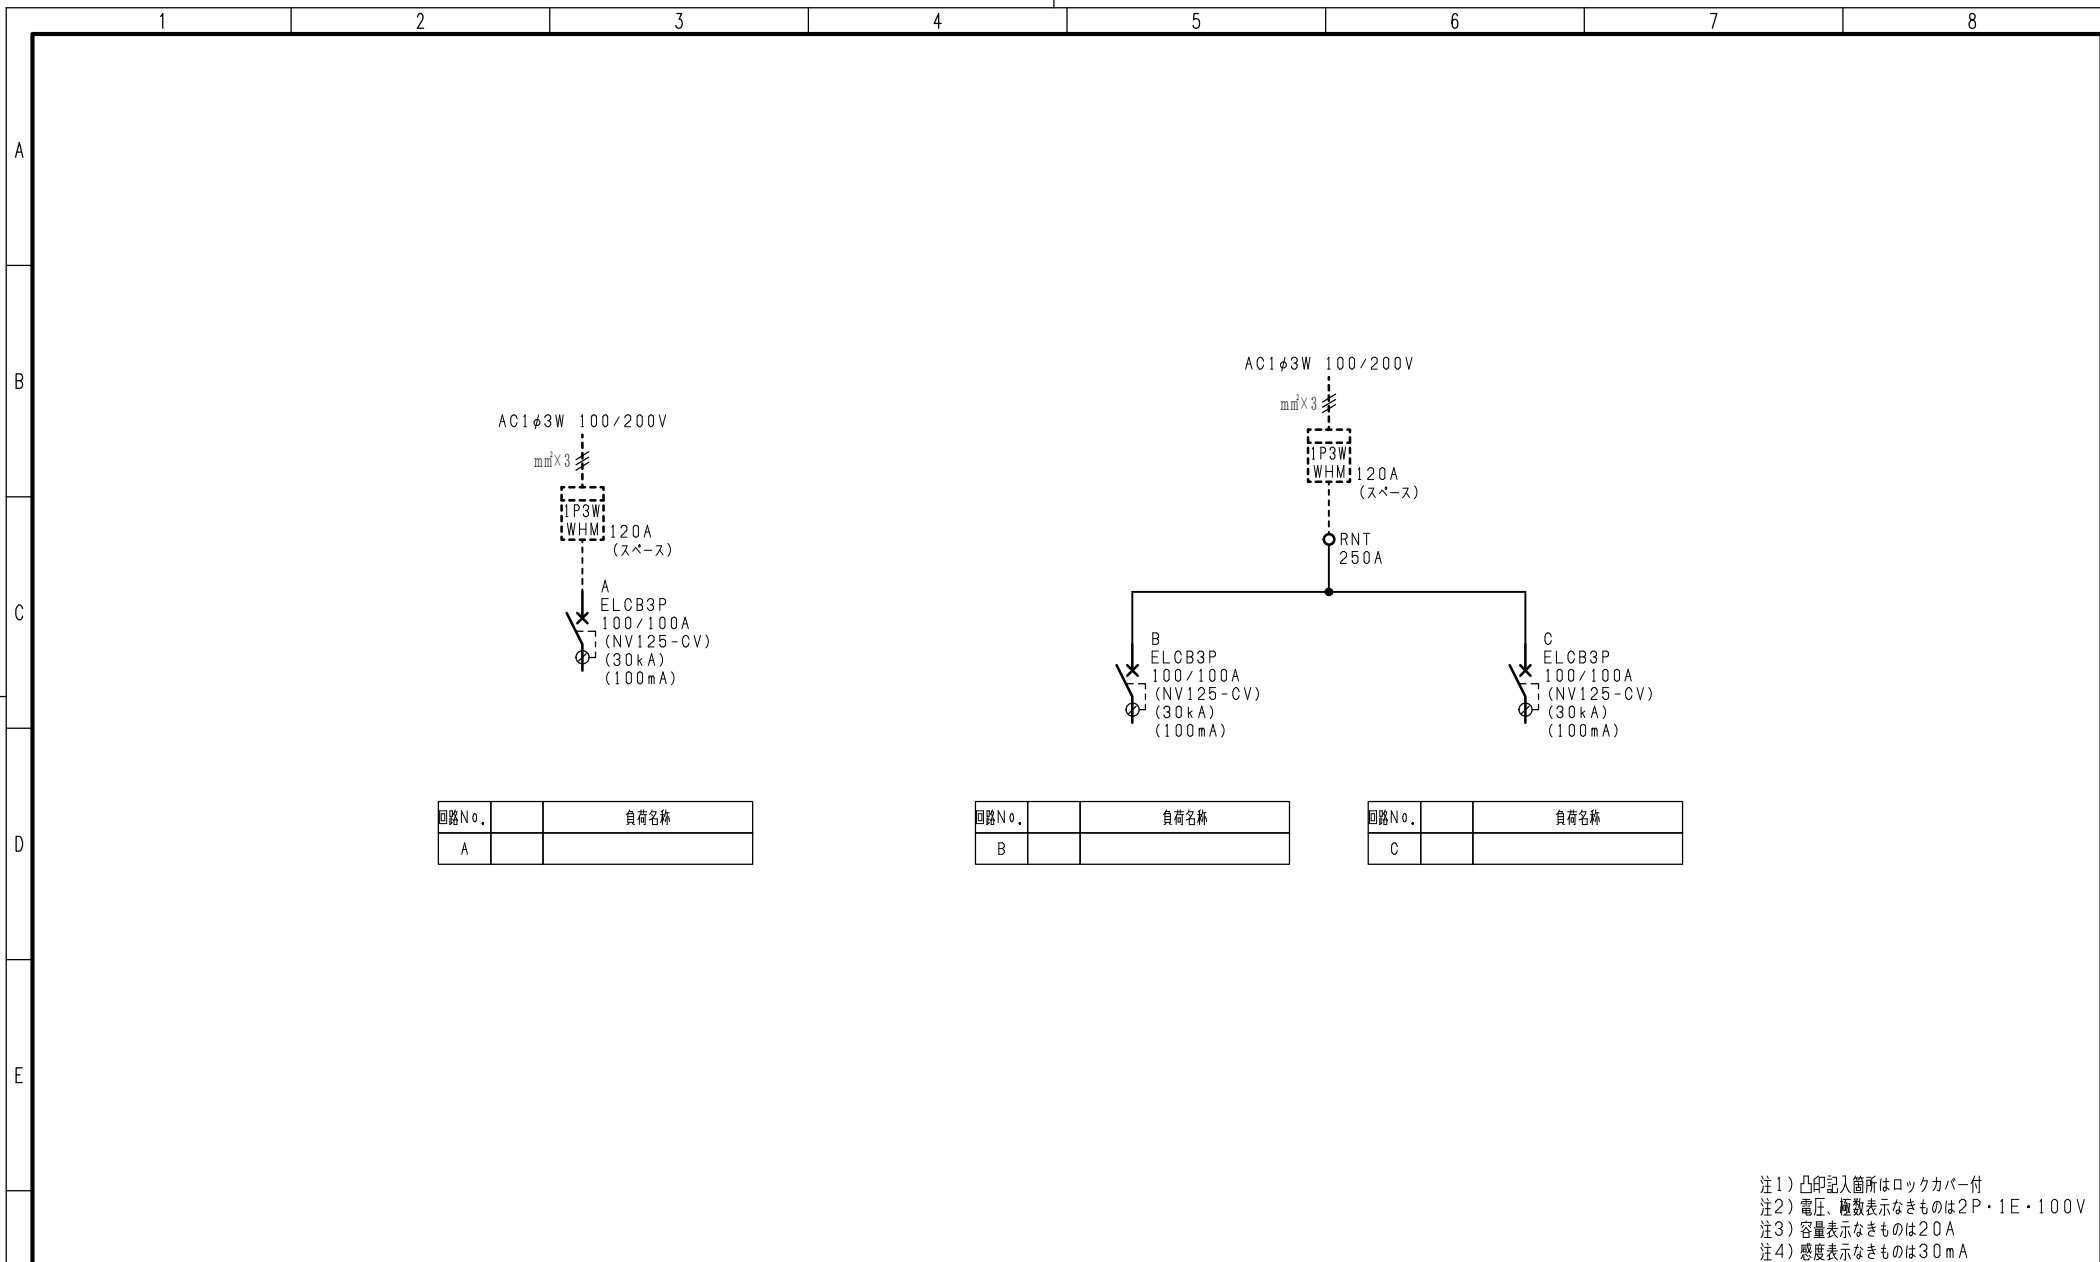 1 2 3 4 5 6 7 8
A
B
C
D
E
AC1φ3W 100/200V
mm²×3
1P3W
WHM
120A
(スペース)
A
ELCB3P
100/100A
(NV125-CV)
(30kA)
(100mA)
回路No. 負荷名称
A
AC1φ3W 100/200V
mm²×3
1P3W
WHM
120A
(スペース)
RNT
250A
B
ELCB3P
100/100A
(NV125-CV)
(30kA)
(100mA)
C
ELCB3P
100/100A
(NV125-CV)
(30kA)
(100mA)
回路No. 負荷名称
B
回路No. 負荷名称
C
注1)凸印記入箇所はロックカバー付
注2)電圧、極数表示なきものは2P・1E・100V
注3)容量表示なきものは20A
注4)感度表示なきものは30mA